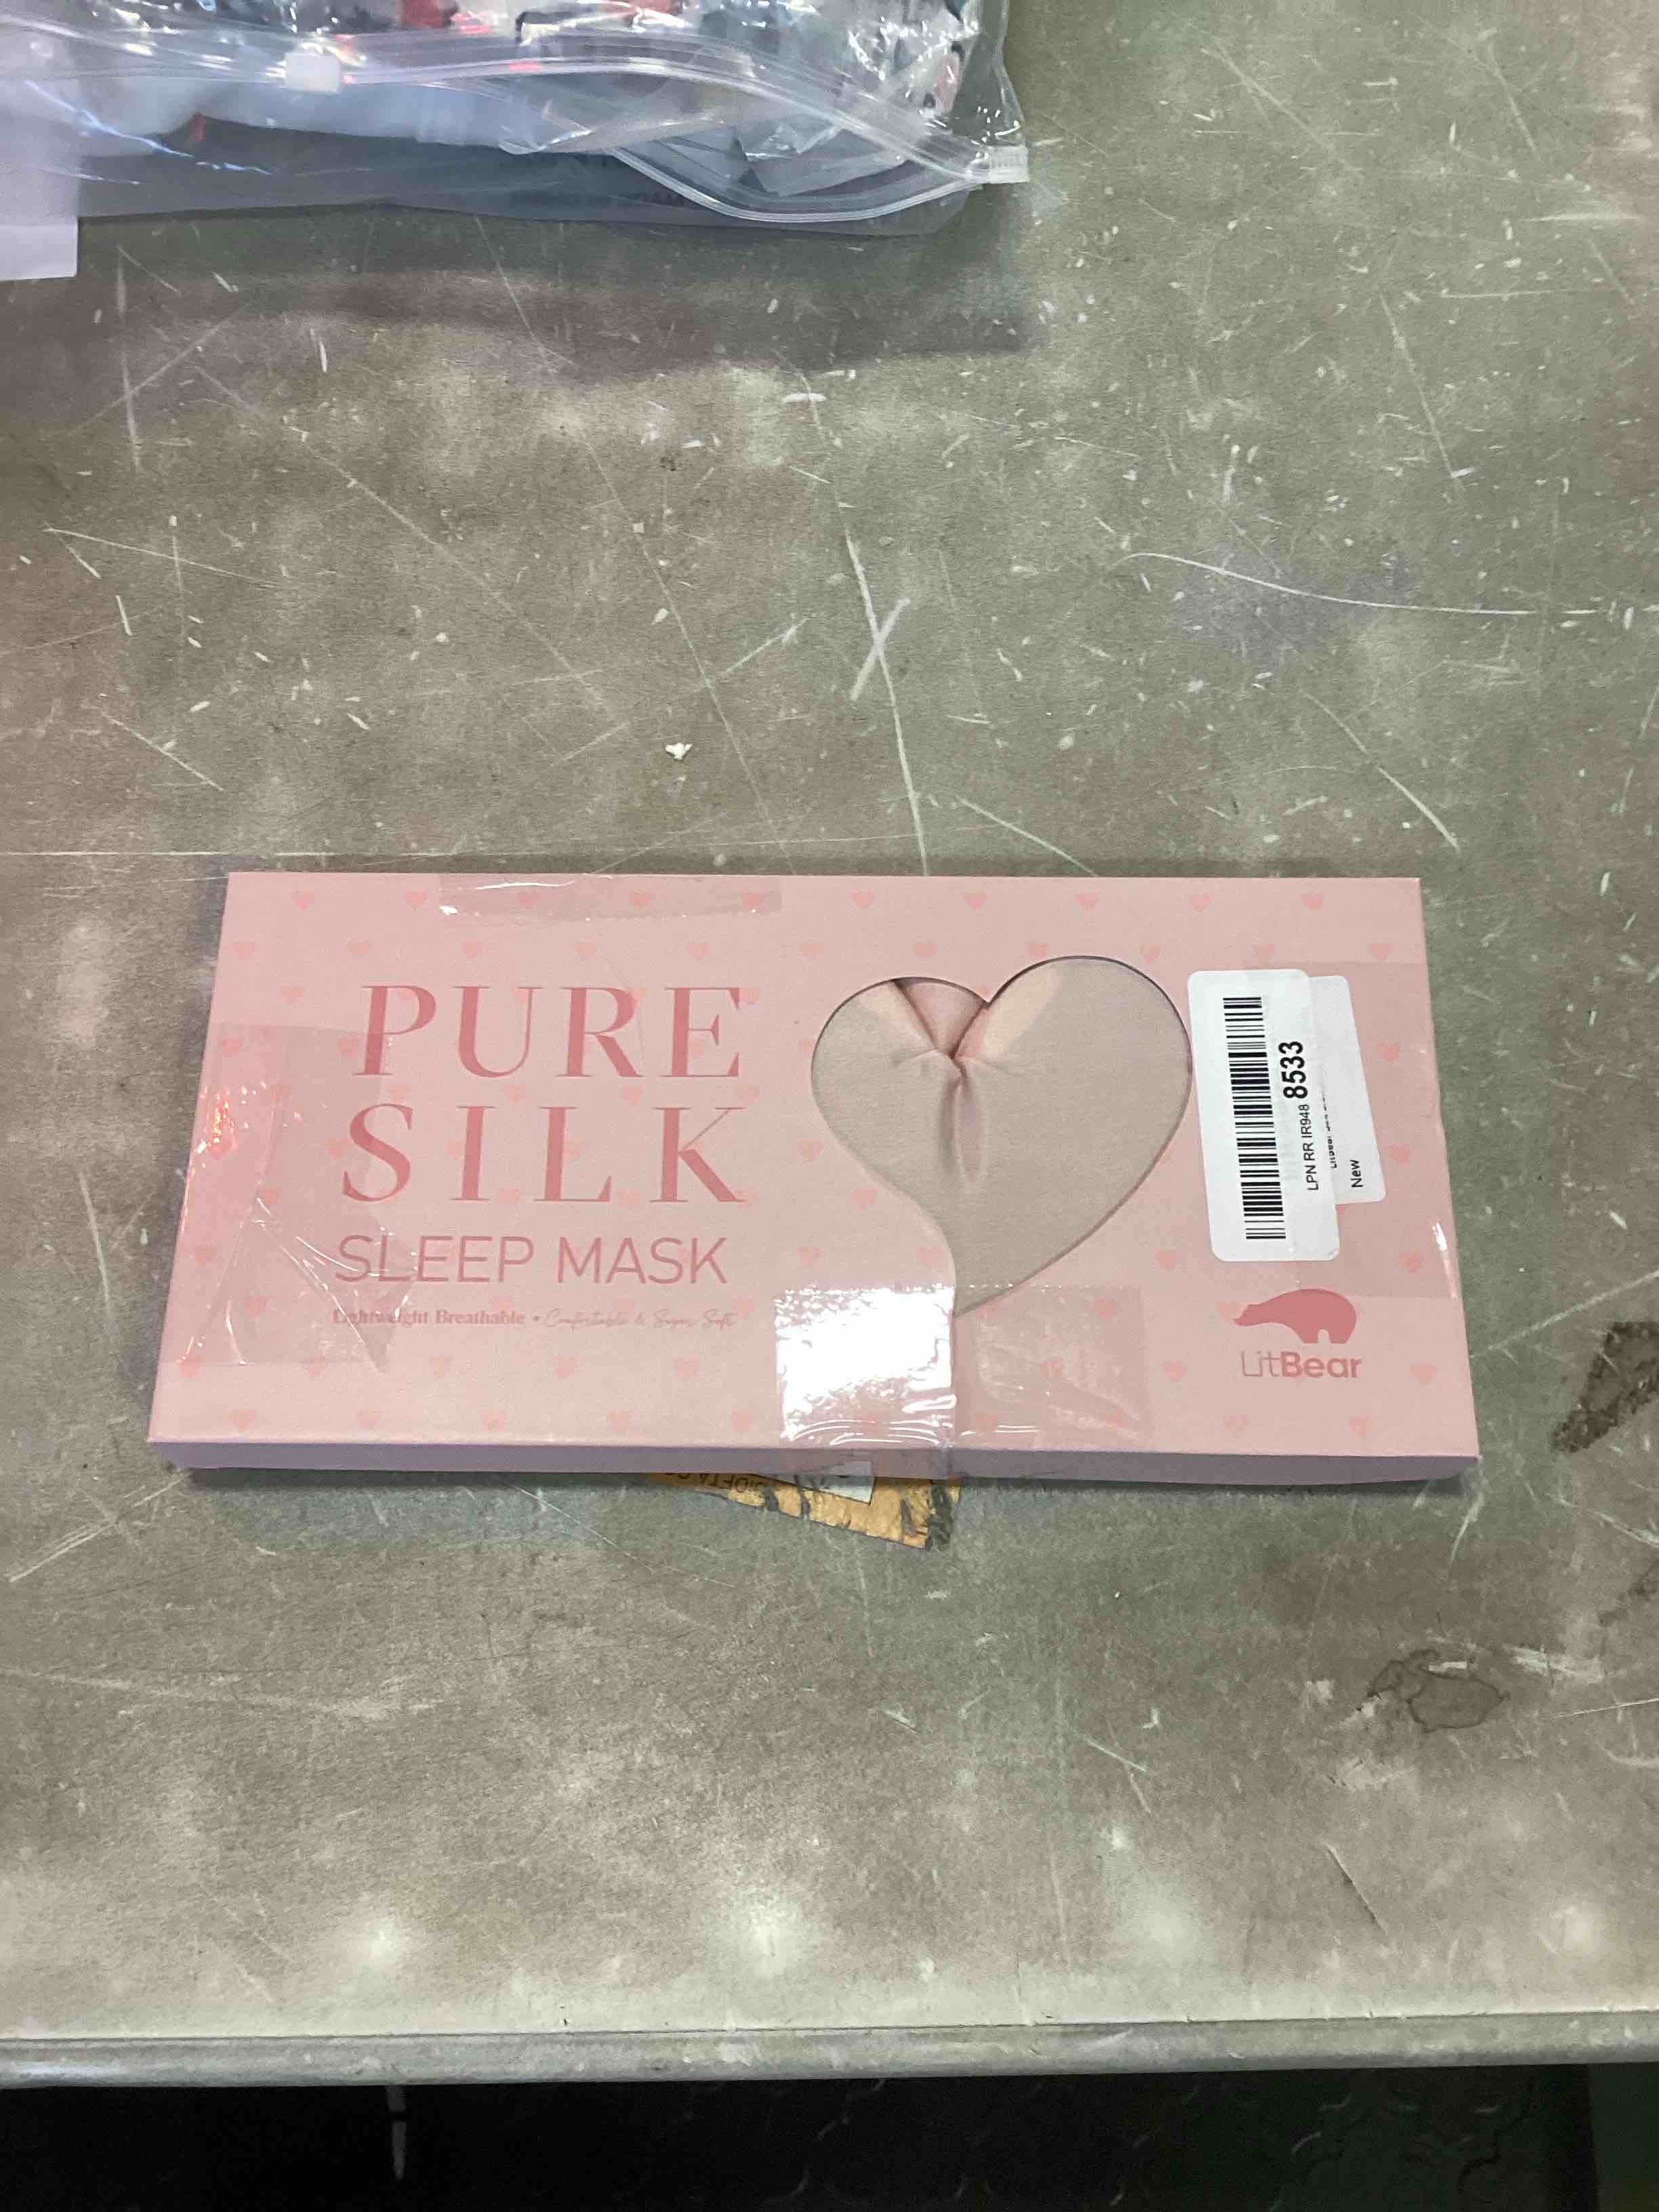 PURE
SILK
SLEEP MASK
Lightweight Breathable • Comfortable & Super Soft
LPN RR IR948 8533
New
LitBear